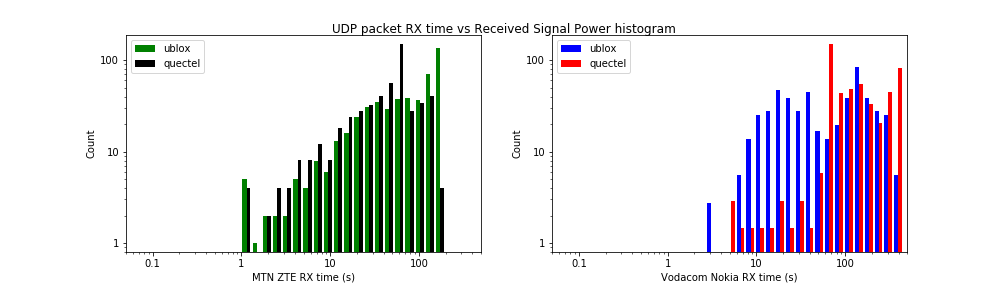 UDP packet RX time vs Received Signal Power histogram
ublox
quectel
100
10
1
Count
0.1 1 10 100
MTN ZTE RX time (s)
ublox
quectel
100
10
1
Count
0.1 1 10 100
Vodacom Nokia RX time (s)